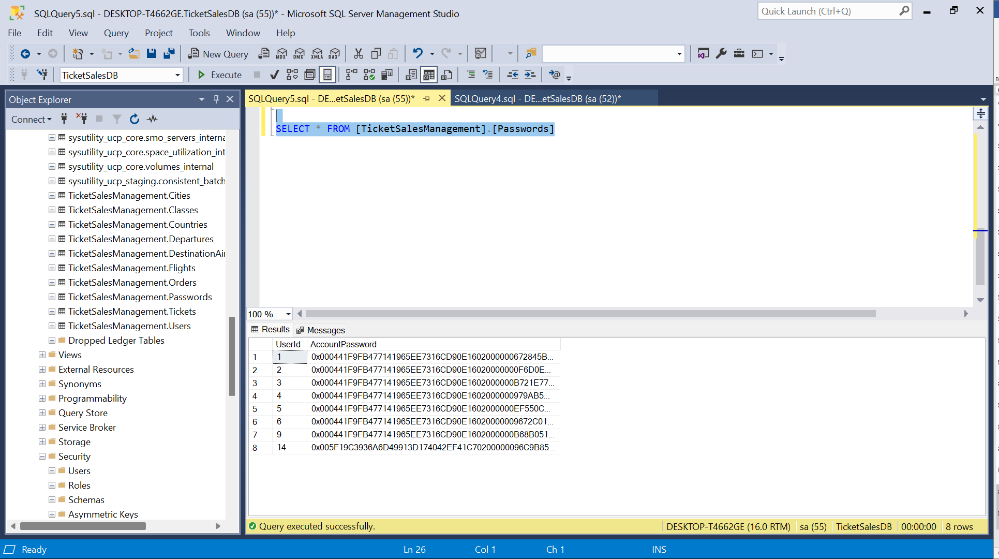 SQLQuery5.sql - DESKTOP-T4662GE.TicketSalesDB (sa (55))* - Microsoft SQL Server Management Studio
Quick Launch (Ctrl+Q)
File Edit View Query Project Tools Window Help
New Query MDX DMX XMLA DAX
TicketSalesDB Execute
Object Explorer
Connect
sysutility_ucp_core.smo_servers_interna
sysutility_ucp_core.space_utilization_int
sysutility_ucp_core.volumes_internal
sysutility_ucp_staging.consistent_batch
TicketSalesManagement.Cities
TicketSalesManagement.Classes
TicketSalesManagement.Countries
TicketSalesManagement.Departures
TicketSalesManagement.DestinationAir
TicketSalesManagement.Flights
TicketSalesManagement.Orders
TicketSalesManagement.Passwords
TicketSalesManagement.Tickets
TicketSalesManagement.Users
Dropped Ledger Tables
Views
External Resources
Synonyms
Programmability
Query Store
Service Broker
Storage
Security
Users
Roles
Schemas
Asymmetric Keys
SQLQuery5.sql - DE...etSalesDB (sa (55))* SQLQuery4.sql - DE...etSalesDB (sa (52))*
SELECT * FROM [TicketSalesManagement].[Passwords]
100 %
Results Messages
UserId AccountPassword
1 1 0x000441F9FB477141965EE7316CD90E1602000000672845B...
2 2 0x000441F9FB477141965EE7316CD90E16020000000F6D0E...
3 3 0x000441F9FB477141965EE7316CD90E1602000000B721E77...
4 4 0x000441F9FB477141965EE7316CD90E1602000000979AB5...
5 5 0x000441F9FB477141965EE7316CD90E1602000000EF550C...
6 6 0x000441F9FB477141965EE7316CD90E16020000009672C01...
7 9 0x000441F9FB477141965EE7316CD90E1602000000B68B051...
8 14 0x005F19C3936A6D49913D174042EF41C70200000096C9B85...
Query executed successfully. DESKTOP-T4662GE (16.0 RTM) sa (55) TicketSalesDB 00:00:00 8 rows
Ready Ln 26 Col 1 Ch 1 INS